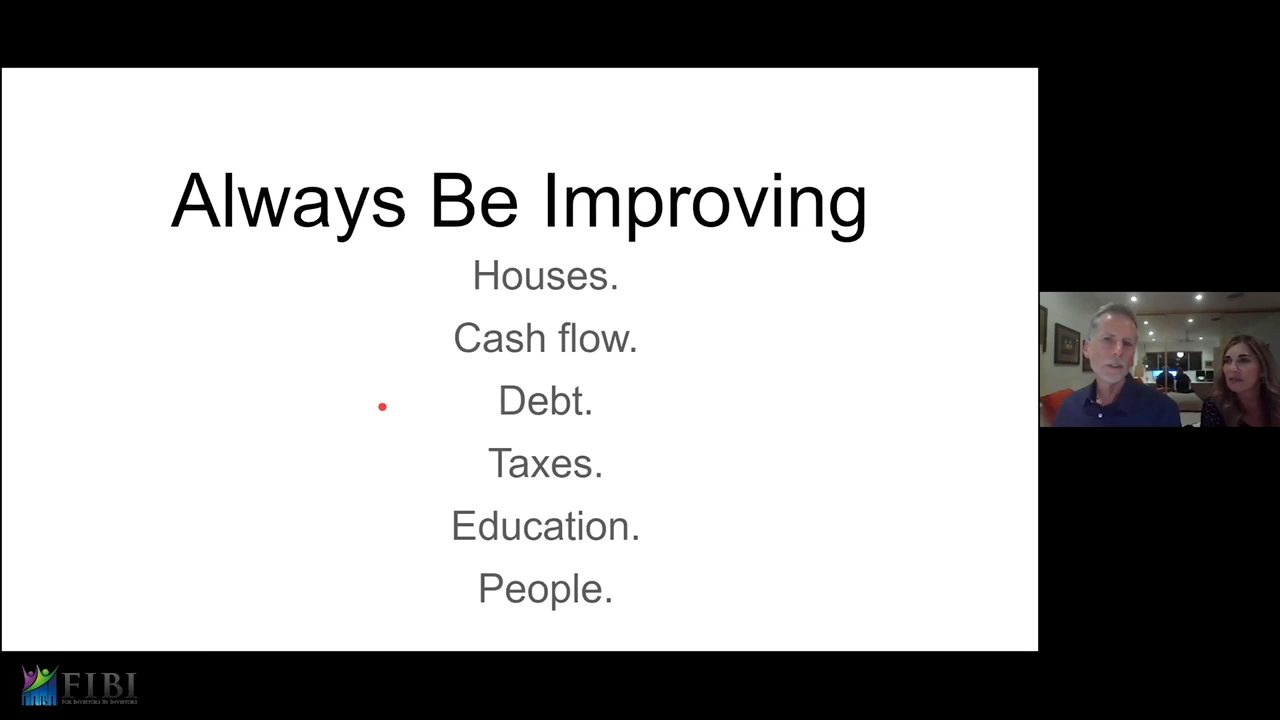 Always Be Improving
Houses.
Cash flow.
Debt.
Taxes.
Education.
People.
FIBI
FOR INVESTORS BY INVESTORS